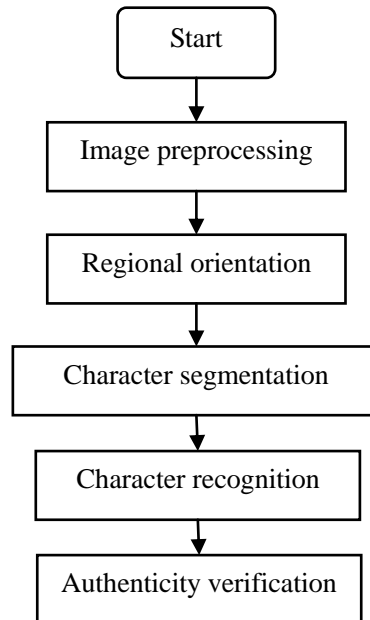 Start
Image preprocessing
Regional orientation
Character segmentation
Character recognition
Authenticity verification